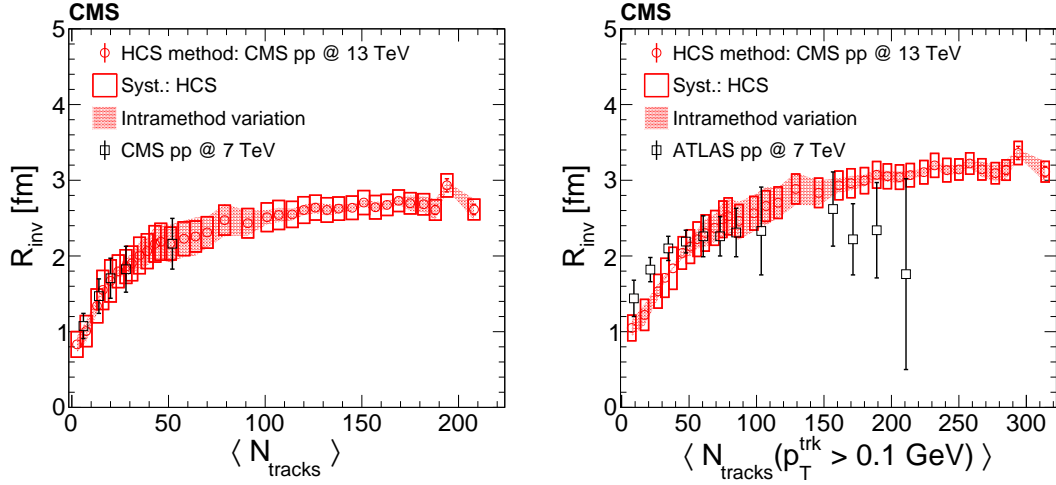 CMS
5
4
3
2
1
0
R_inv [fm]
HCS method: CMS pp @ 13 TeV
Syst.: HCS
Intramethod variation
CMS pp @ 7 TeV
0 50 100 150 200
⟨ N_tracks ⟩
CMS
5
4
3
2
1
0
R_inv [fm]
HCS method: CMS pp @ 13 TeV
Syst.: HCS
Intramethod variation
ATLAS pp @ 7 TeV
0 50 100 150 200 250 300
⟨ N_tracks (p_T^trk > 0.1 GeV) ⟩